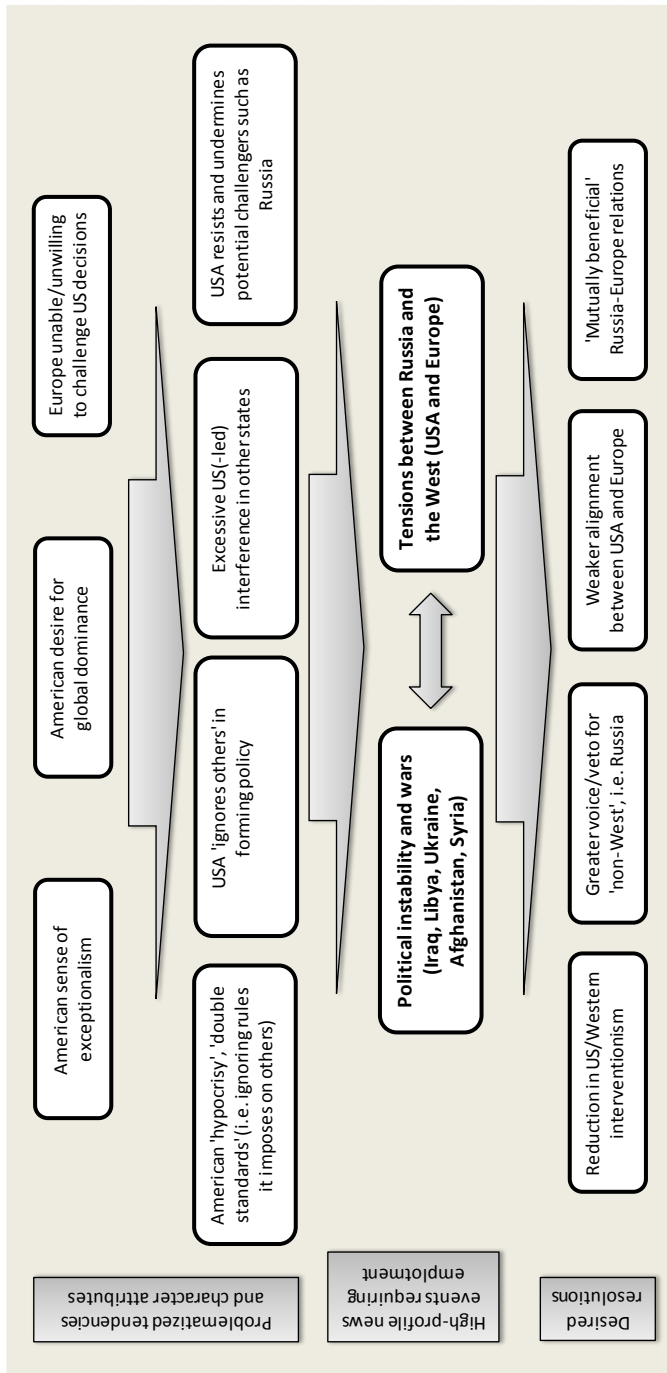 Problematized tendencies
and character attributes
American sense of
exceptionalism
American desire for
global dominance
Europe unable/unwilling
to challenge US decisions
American 'hypocrisy', 'double
standards' (i.e. ignoring rules
it imposes on others)
USA 'ignores others' in
forming policy
Excessive US(-led)
interference in other states
USA resists and undermines
potential challengers such as
Russia
High-profile news
events requiring
emplotment
Political instability and wars
(Iraq, Libya, Ukraine,
Afghanistan, Syria)
Tensions between Russia and
the West (USA and Europe)
Desired
resolutions
Reduction in US/Western
interventionism
Greater voice/veto for
'non-West', i.e. Russia
Weaker alignment
between USA and Europe
'Mutually beneficial'
Russia-Europe relations